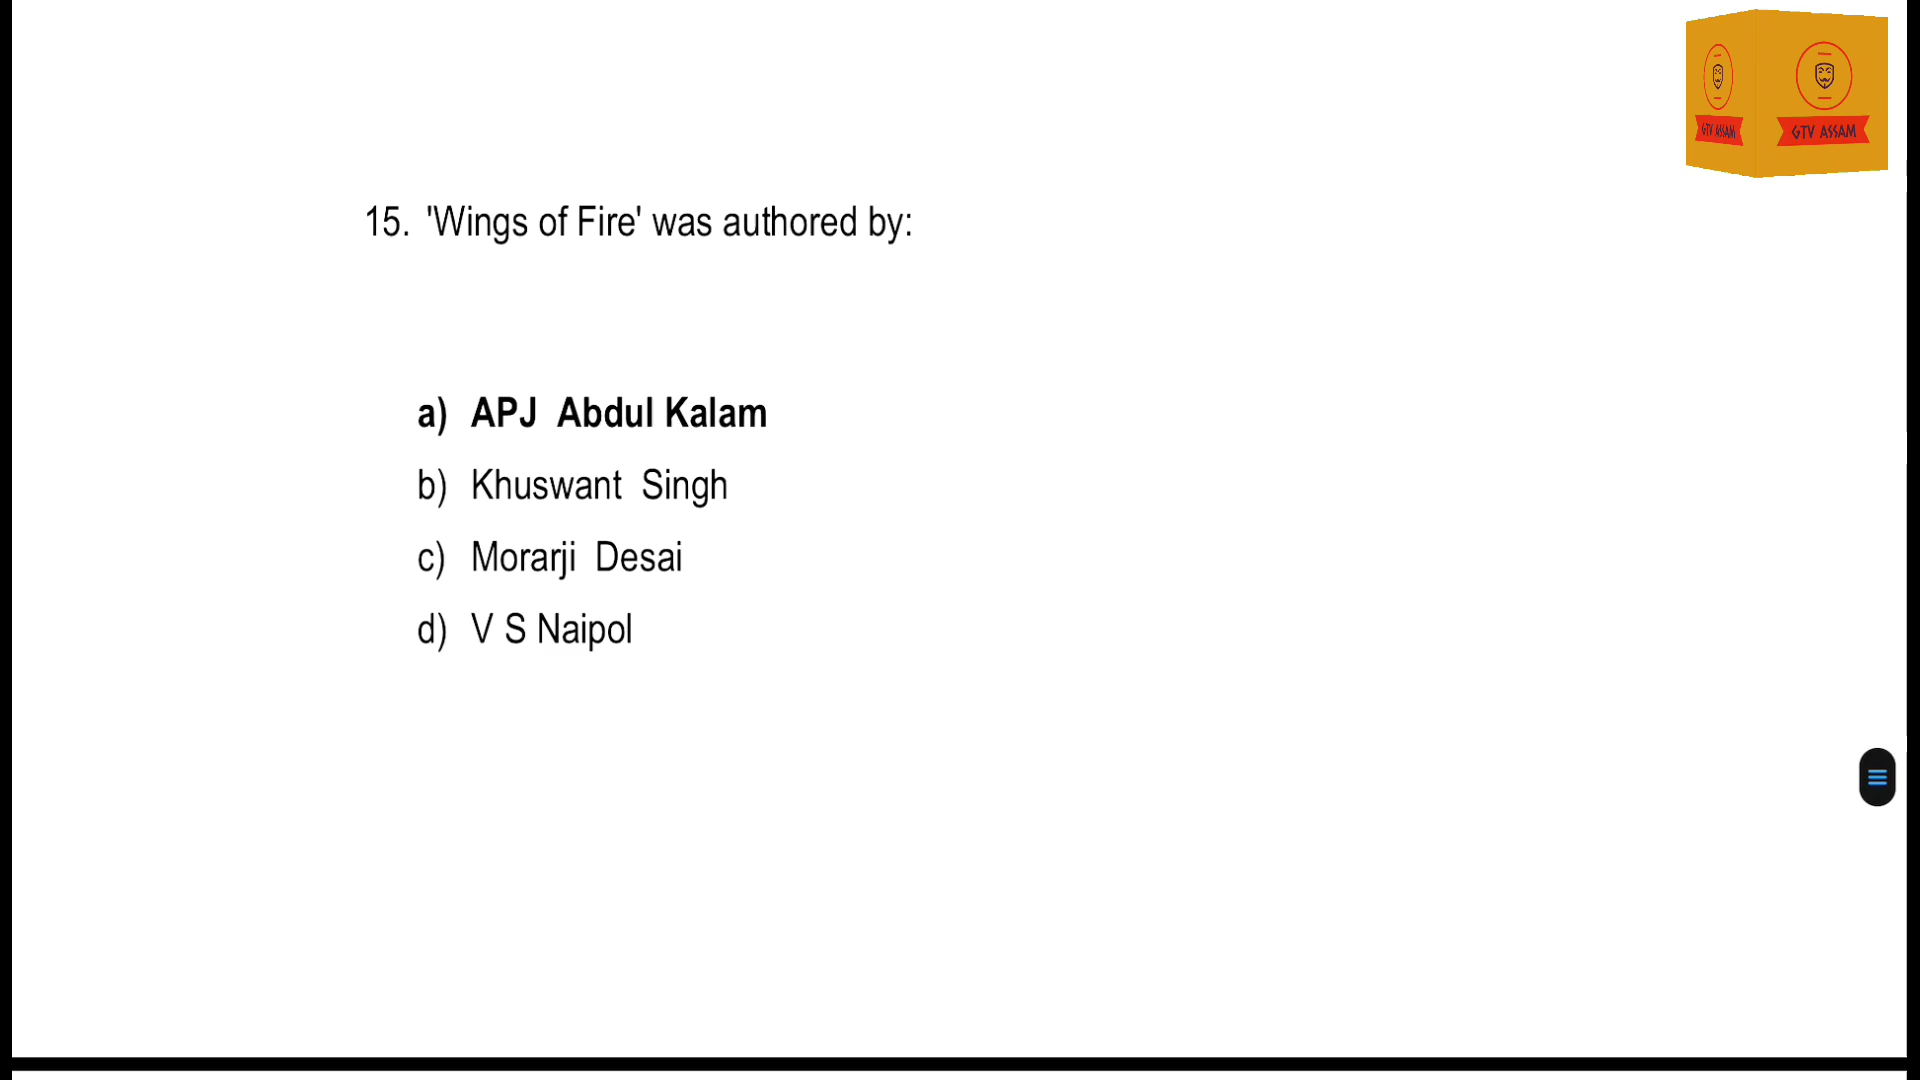 GTV ASSAM
GTV ASSAM
15. 'Wings of Fire' was authored by:
a) APJ Abdul Kalam
b) Khuswant Singh
c) Morarji Desai
d) V S Naipol